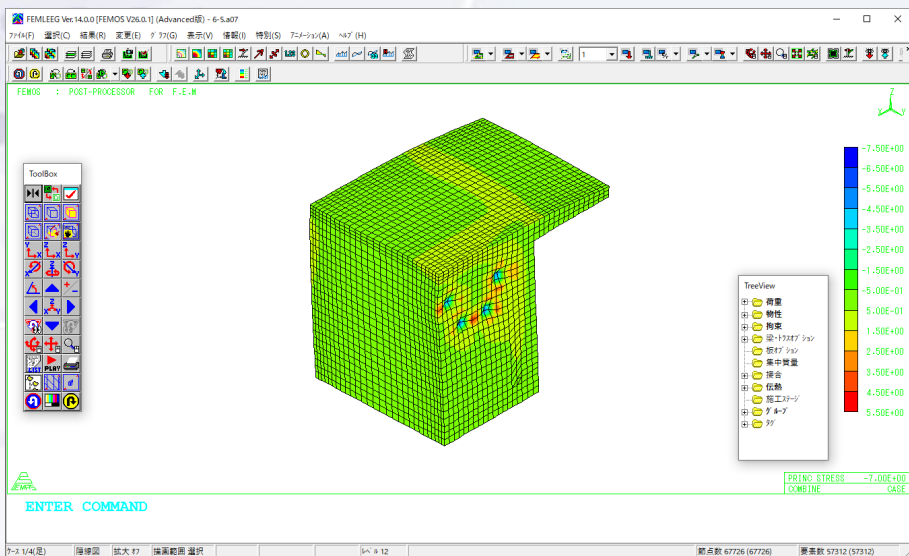 FEMLEEG Ver.14.0.0 [FEMOS V26.0.1] (Advanced版) - 6-5.a07
ファイル(F) 選択(C) 結果(R) 変更(E) グラフ(G) 表示(V) 情報(I) 特別(S) アニメーション(A) ヘルプ(H)
1
FEMOS : POST-PROCESSOR FOR F.E.M
Z
X Y
ToolBox
LIST PLAY
-7.50E+00
-6.50E+00
-5.50E+00
-4.50E+00
-3.50E+00
-2.50E+00
-1.50E+00
-5.00E-01
5.00E-01
1.50E+00
2.50E+00
3.50E+00
4.50E+00
5.50E+00
TreeView
荷重
物性
拘束
梁・トラスオプション
板オプション
集中質量
接合
伝熱
施工ステージ
グループ
タグ
PRINC STRESS -7.00E+00
COMBINE CASE
ENTER COMMAND
ケース 1/4(足) 陰線図 拡大 オフ 描画範囲 選択 レベル 12 節点数 67726 (67726) 要素数 57312 (57312)